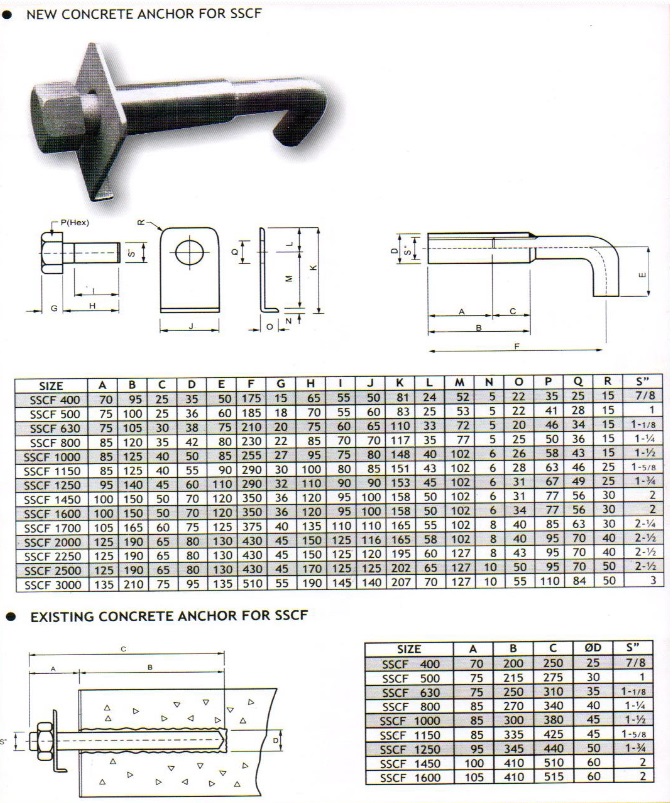 NEW CONCRETE ANCHOR FOR SSCF
P(Hex)
R
S"
I
G
H
J
Q
L
M
K
N
O
D
S"
A
C
B
E
F
SIZE A B C D E F G H I J K L M N O P Q R S"
SSCF 400 70 95 25 35 50 175 15 65 55 50 81 24 52 5 22 35 25 15 7/8
SSCF 500 75 100 25 36 60 185 18 70 55 60 83 25 53 5 22 41 28 15 1
SSCF 630 75 105 30 38 75 210 20 75 60 65 110 33 72 5 20 46 34 15 1-1/8
SSCF 800 85 120 35 42 80 230 22 85 70 70 117 35 77 5 25 50 36 15 1-¼
SSCF 1000 85 125 40 50 85 255 27 95 75 80 148 40 102 6 26 58 43 15 1-½
SSCF 1150 85 125 40 55 90 290 30 100 80 85 151 43 102 6 28 63 46 25 1-5/8
SSCF 1250 95 140 45 60 110 290 32 110 90 90 153 45 102 6 31 67 49 25 1-¾
SSCF 1450 100 150 50 70 120 350 36 120 95 100 158 50 102 6 31 77 56 30 2
SSCF 1600 100 150 50 70 120 350 36 120 95 100 158 50 102 6 34 77 56 30 2
SSCF 1700 105 165 60 75 125 375 40 135 110 110 165 55 102 8 40 85 63 30 2-¼
SSCF 2000 125 190 65 80 130 430 45 150 125 116 165 58 102 8 40 95 70 40 2-½
SSCF 2250 125 190 65 80 130 430 45 150 125 120 195 60 127 8 43 95 70 40 2-½
SSCF 2500 125 190 65 80 130 430 45 170 125 125 202 65 127 10 50 95 70 50 2-½
SSCF 3000 135 210 75 95 135 510 55 190 145 140 207 70 127 10 55 110 84 50 3
EXISTING CONCRETE ANCHOR FOR SSCF
C
A
B
S"
D
SIZE A B C ØD S"
SSCF 400 70 200 250 25 7/8
SSCF 500 75 215 275 30 1
SSCF 630 75 250 310 35 1-1/8
SSCF 800 85 270 340 40 1-¼
SSCF 1000 85 300 380 45 1-½
SSCF 1150 85 335 425 45 1-5/8
SSCF 1250 95 345 440 50 1-¾
SSCF 1450 100 410 510 60 2
SSCF 1600 105 410 515 60 2